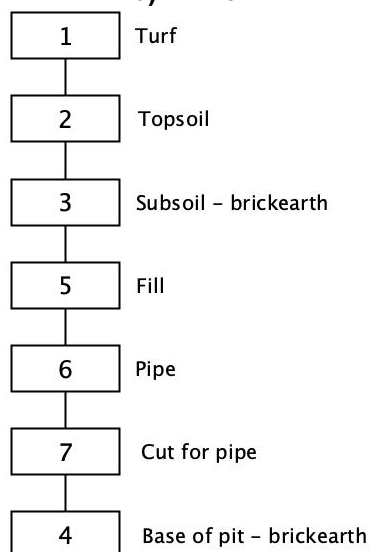 1 Turf
2 Topsoil
3 Subsoil – brickearth
5 Fill
6 Pipe
7 Cut for pipe
4 Base of pit – brickearth